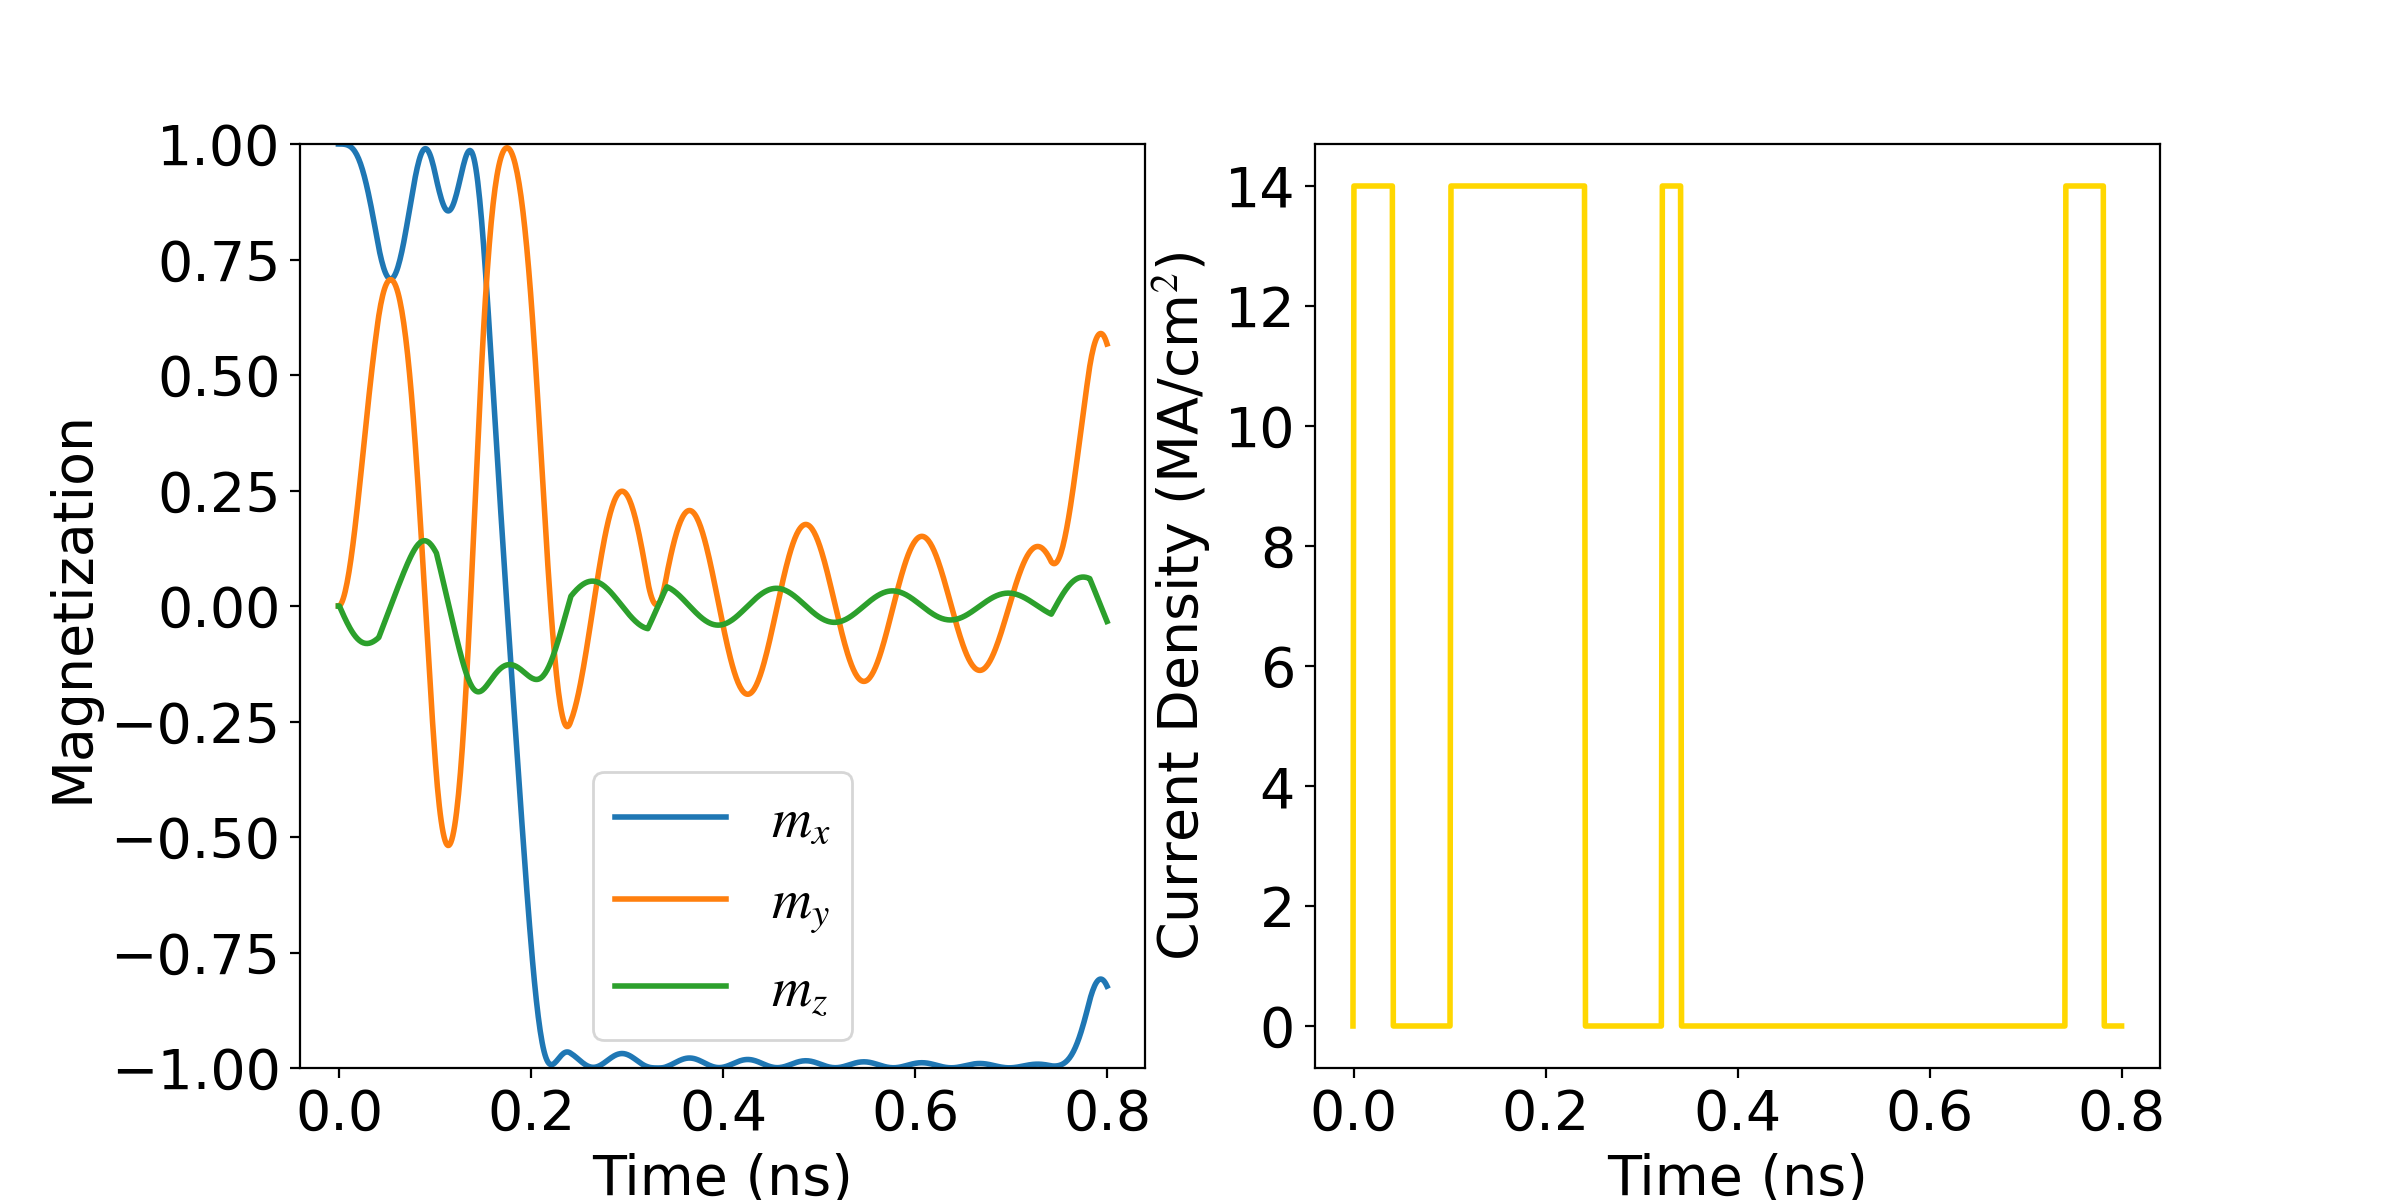 Magnetization
1.00
0.75
0.50
0.25
0.00
−0.25
−0.50
−0.75
−1.00
0.0 0.2 0.4 0.6 0.8
Time (ns)
m_x
m_y
m_z
Current Density (MA/cm²)
14
12
10
8
6
4
2
0
0.0 0.2 0.4 0.6 0.8
Time (ns)